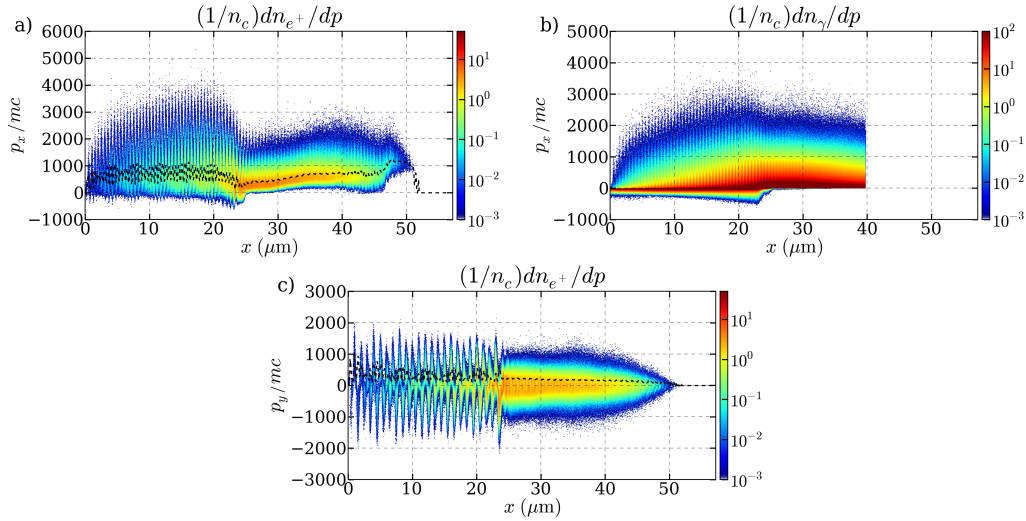 a)
(1/n_c)dn_{e^+}/dp
6000
5000
4000
3000
2000
1000
0
−1000
p_x/mc
0 10 20 30 40 50
x (μm)
10^1
10^0
10^{−1}
10^{−2}
10^{−3}
b)
(1/n_c)dn_γ/dp
5000
4000
3000
2000
1000
0
−1000
p_x/mc
0 10 20 30 40 50
x (μm)
10^2
10^1
10^0
10^{−1}
10^{−2}
10^{−3}
c)
(1/n_c)dn_{e^+}/dp
3000
2000
1000
0
−1000
−2000
−3000
p_y/mc
0 10 20 30 40 50
x (μm)
10^1
10^0
10^{−1}
10^{−2}
10^{−3}